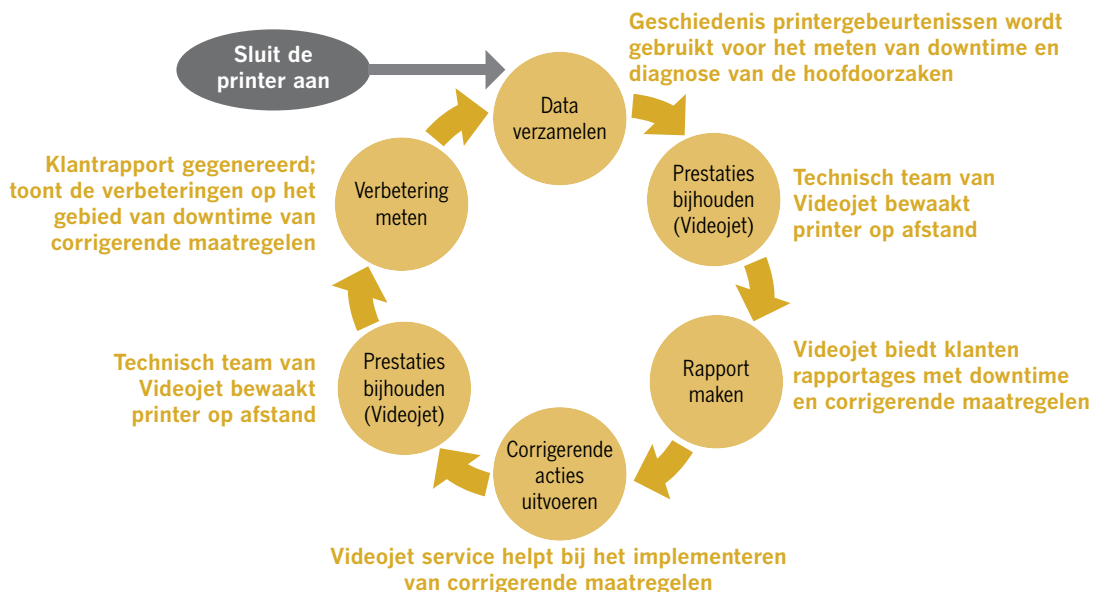 Sluit de
printer aan
Geschiedenis printergebeurtenissen wordt
gebruikt voor het meten van downtime en
diagnose van de hoofdoorzaken
Data
verzamelen
Prestaties
bijhouden
(Videojet)
Technisch team van
Videojet bewaakt
printer op afstand
Rapport
maken
Videojet biedt klanten
rapportages met downtime
en corrigerende maatregelen
Corrigerende
acties
uitvoeren
Videojet service helpt bij het implementeren
van corrigerende maatregelen
Prestaties
bijhouden
(Videojet)
Technisch team van
Videojet bewaakt
printer op afstand
Verbetering
meten
Klantrapport gegenereerd;
toont de verbeteringen op het
gebied van downtime van
corrigerende maatregelen